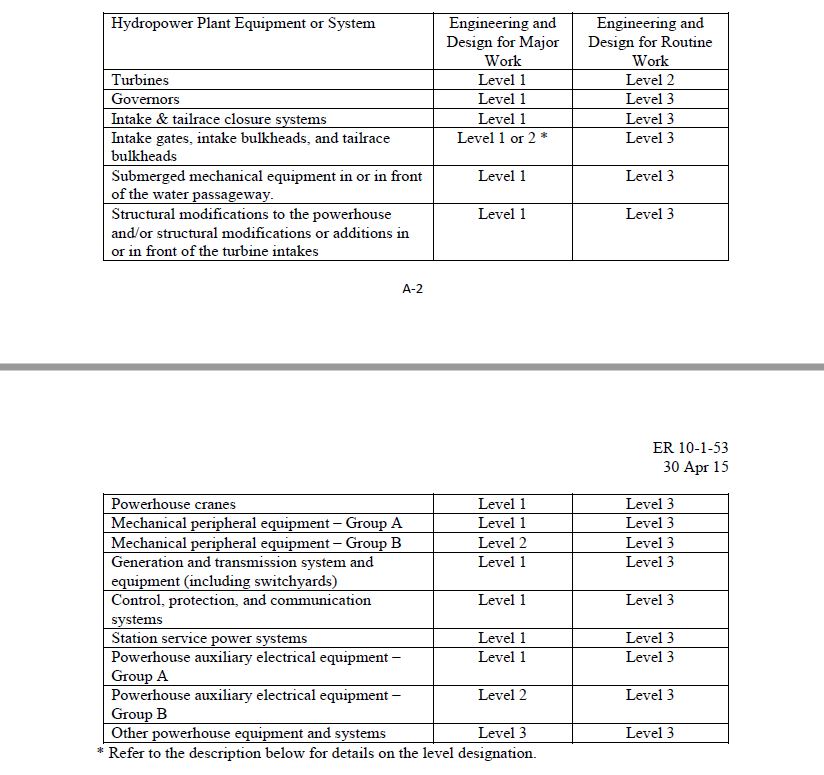 Hydropower Plant Equipment or System Engineering and Engineering and
Design for Major Design for Routine
Work Work
Turbines Level 1 Level 2
Governors Level 1 Level 3
Intake & tailrace closure systems Level 1 Level 3
Intake gates, intake bulkheads, and tailrace Level 1 or 2 * Level 3
bulkheads
Submerged mechanical equipment in or in front Level 1 Level 3
of the water passageway.
Structural modifications to the powerhouse Level 1 Level 3
and/or structural modifications or additions in
or in front of the turbine intakes
A-2
ER 10-1-53
30 Apr 15
Powerhouse cranes Level 1 Level 3
Mechanical peripheral equipment – Group A Level 1 Level 3
Mechanical peripheral equipment – Group B Level 2 Level 3
Generation and transmission system and Level 1 Level 3
equipment (including switchyards)
Control, protection, and communication Level 1 Level 3
systems
Station service power systems Level 1 Level 3
Powerhouse auxiliary electrical equipment – Level 1 Level 3
Group A
Powerhouse auxiliary electrical equipment – Level 2 Level 3
Group B
Other powerhouse equipment and systems Level 3 Level 3
* Refer to the description below for details on the level designation.